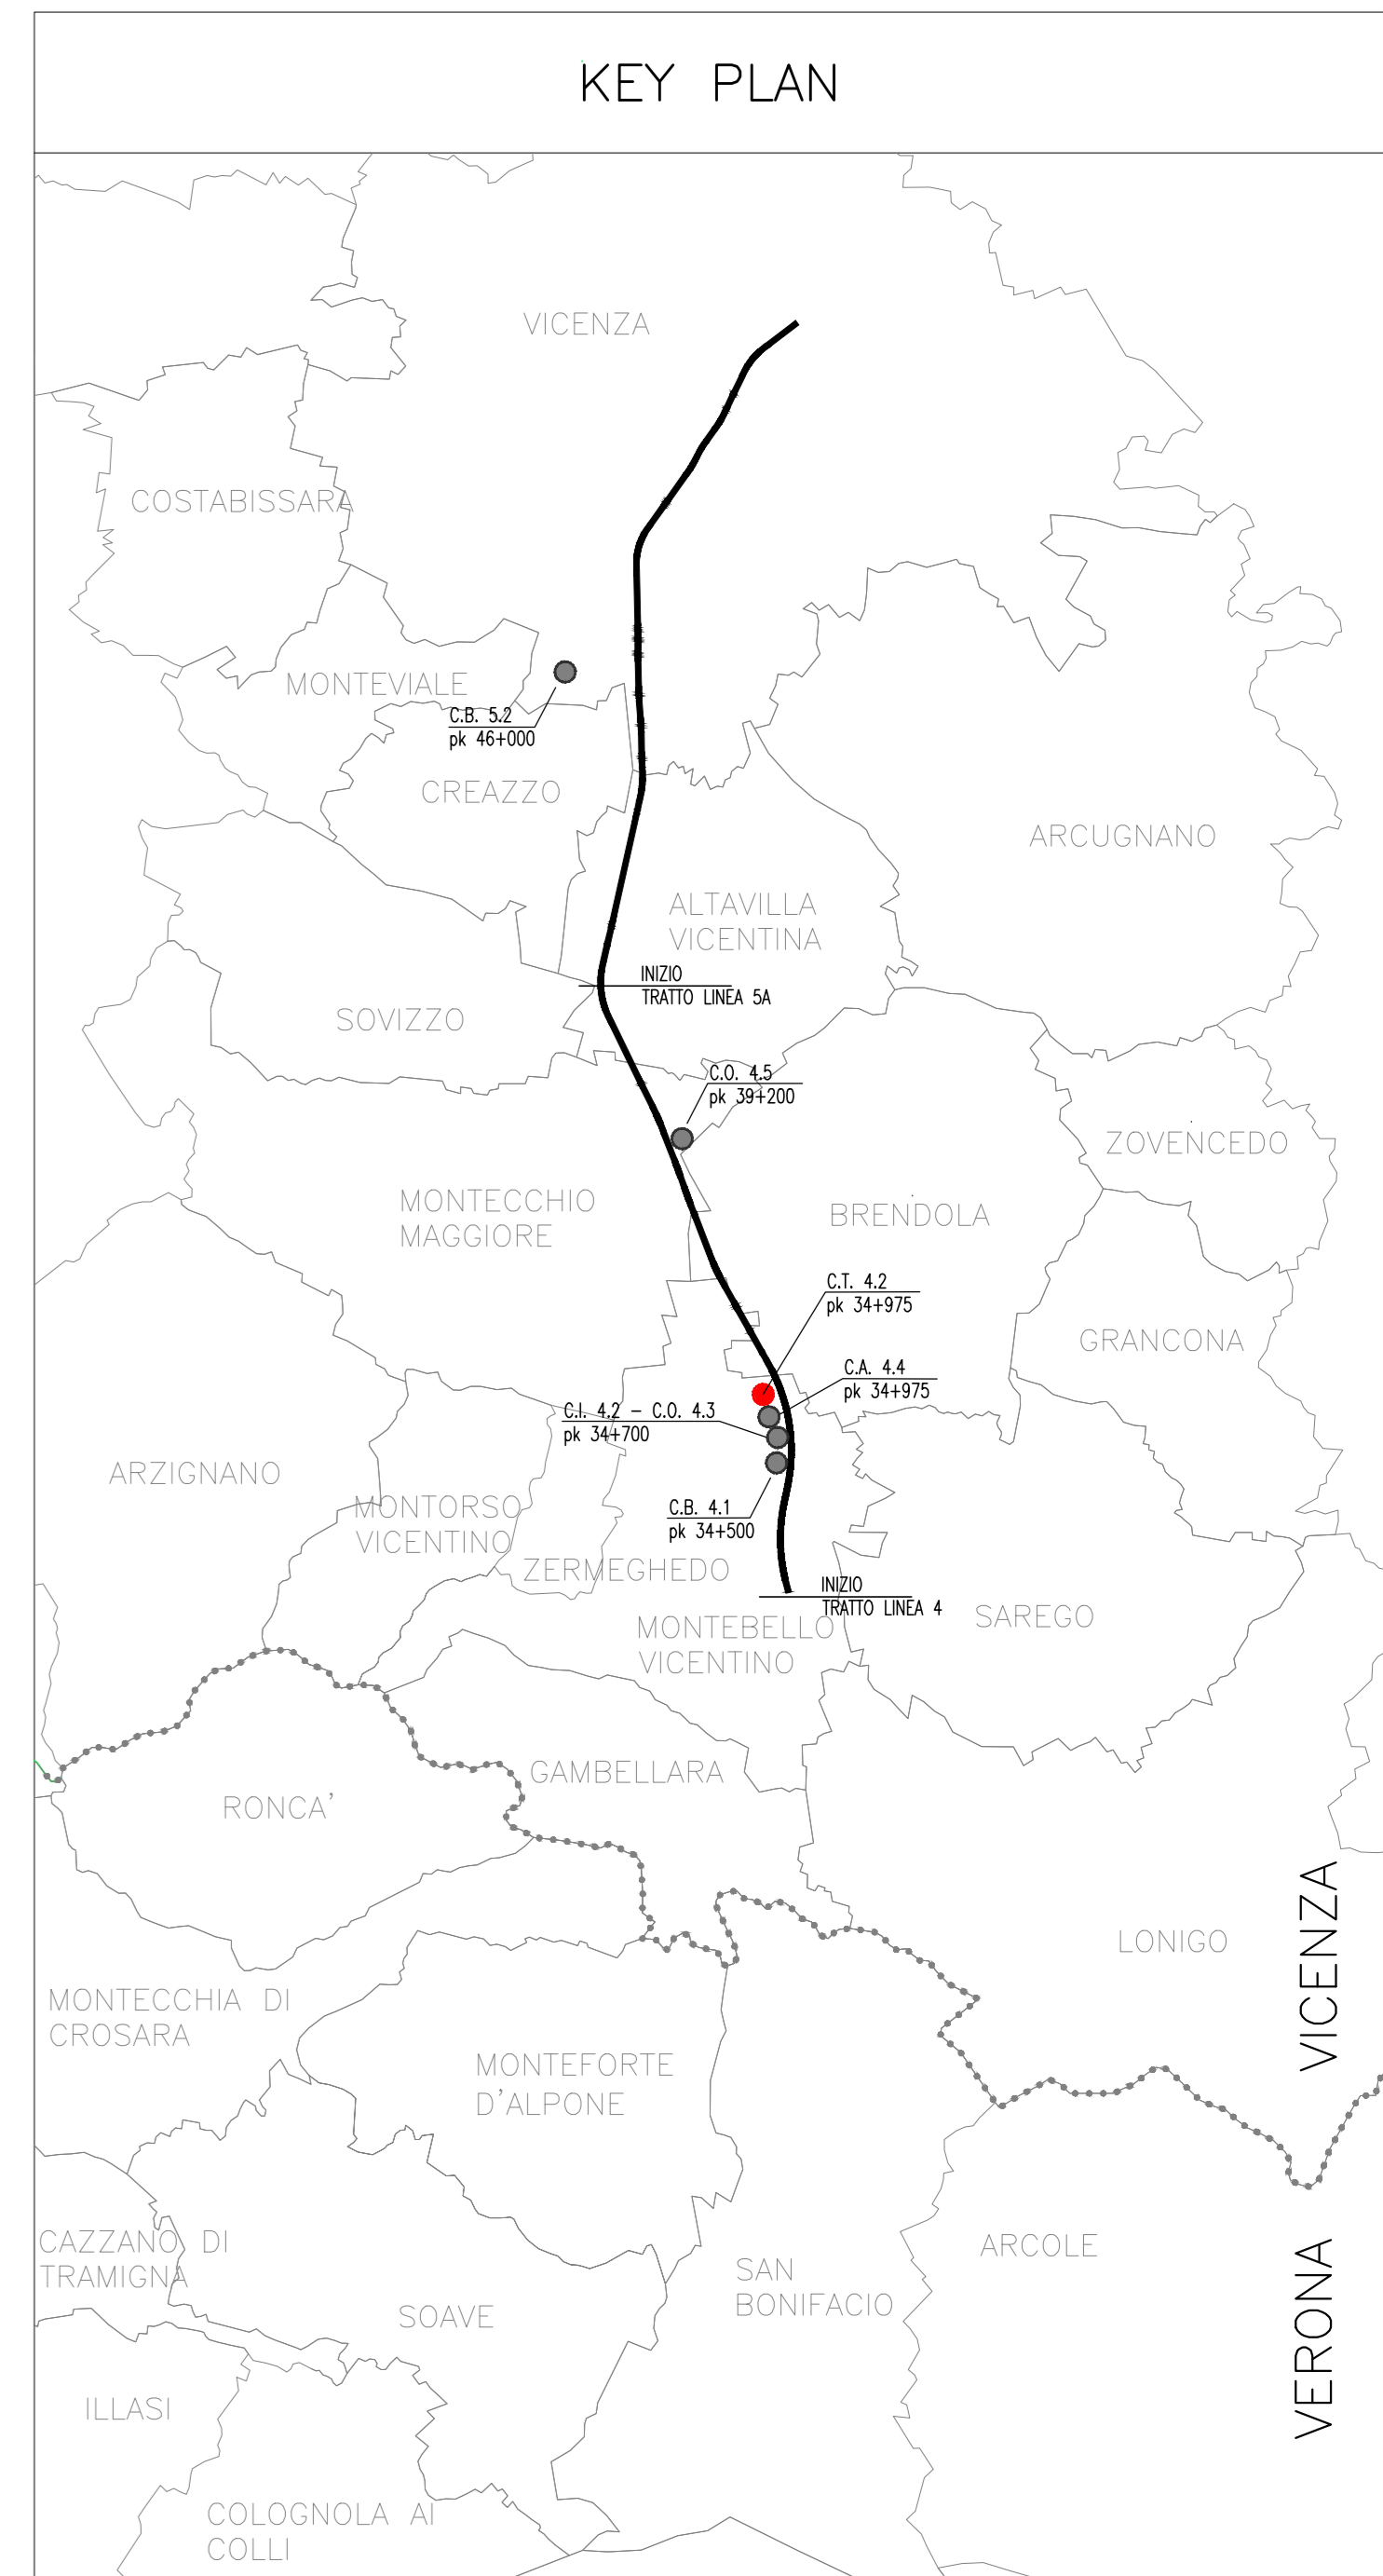 KEY PLAN
VICENZA
COSTABISSARA
MONTEVIALE
C.B. 5.2
pk 46+000
CREAZZO
ARCUGNANO
ALTAVILLA
VICENTINA
INIZIO
TRATTO LINEA 5A
SOVIZZO
C.O. 4.5
pk 39+200
ZOVENCEDO
MONTECCHIO
MAGGIORE
BRENDOLA
C.T. 4.2
pk 34+975
GRANCONA
C.A. 4.4
pk 34+975
C.I. 4.2 - C.O. 4.3
pk 34+700
ARZIGNANO
MONTORSO
VICENTINO
C.B. 4.1
pk 34+500
ZERMEGHEDO
INIZIO
TRATTO LINEA 4
SAREGO
MONTEBELLO
VICENTINO
GAMBELLARA
RONCA'
LONIGO
VICENZA
MONTECCHIA DI
CROSARA
MONTEFORTE
D'ALPONE
CAZZANO DI
TRAMIGNA
ARCOLE
SAN
BONIFACIO
VERONA
SOAVE
ILLASI
COLOGNOLA AI
COLLI